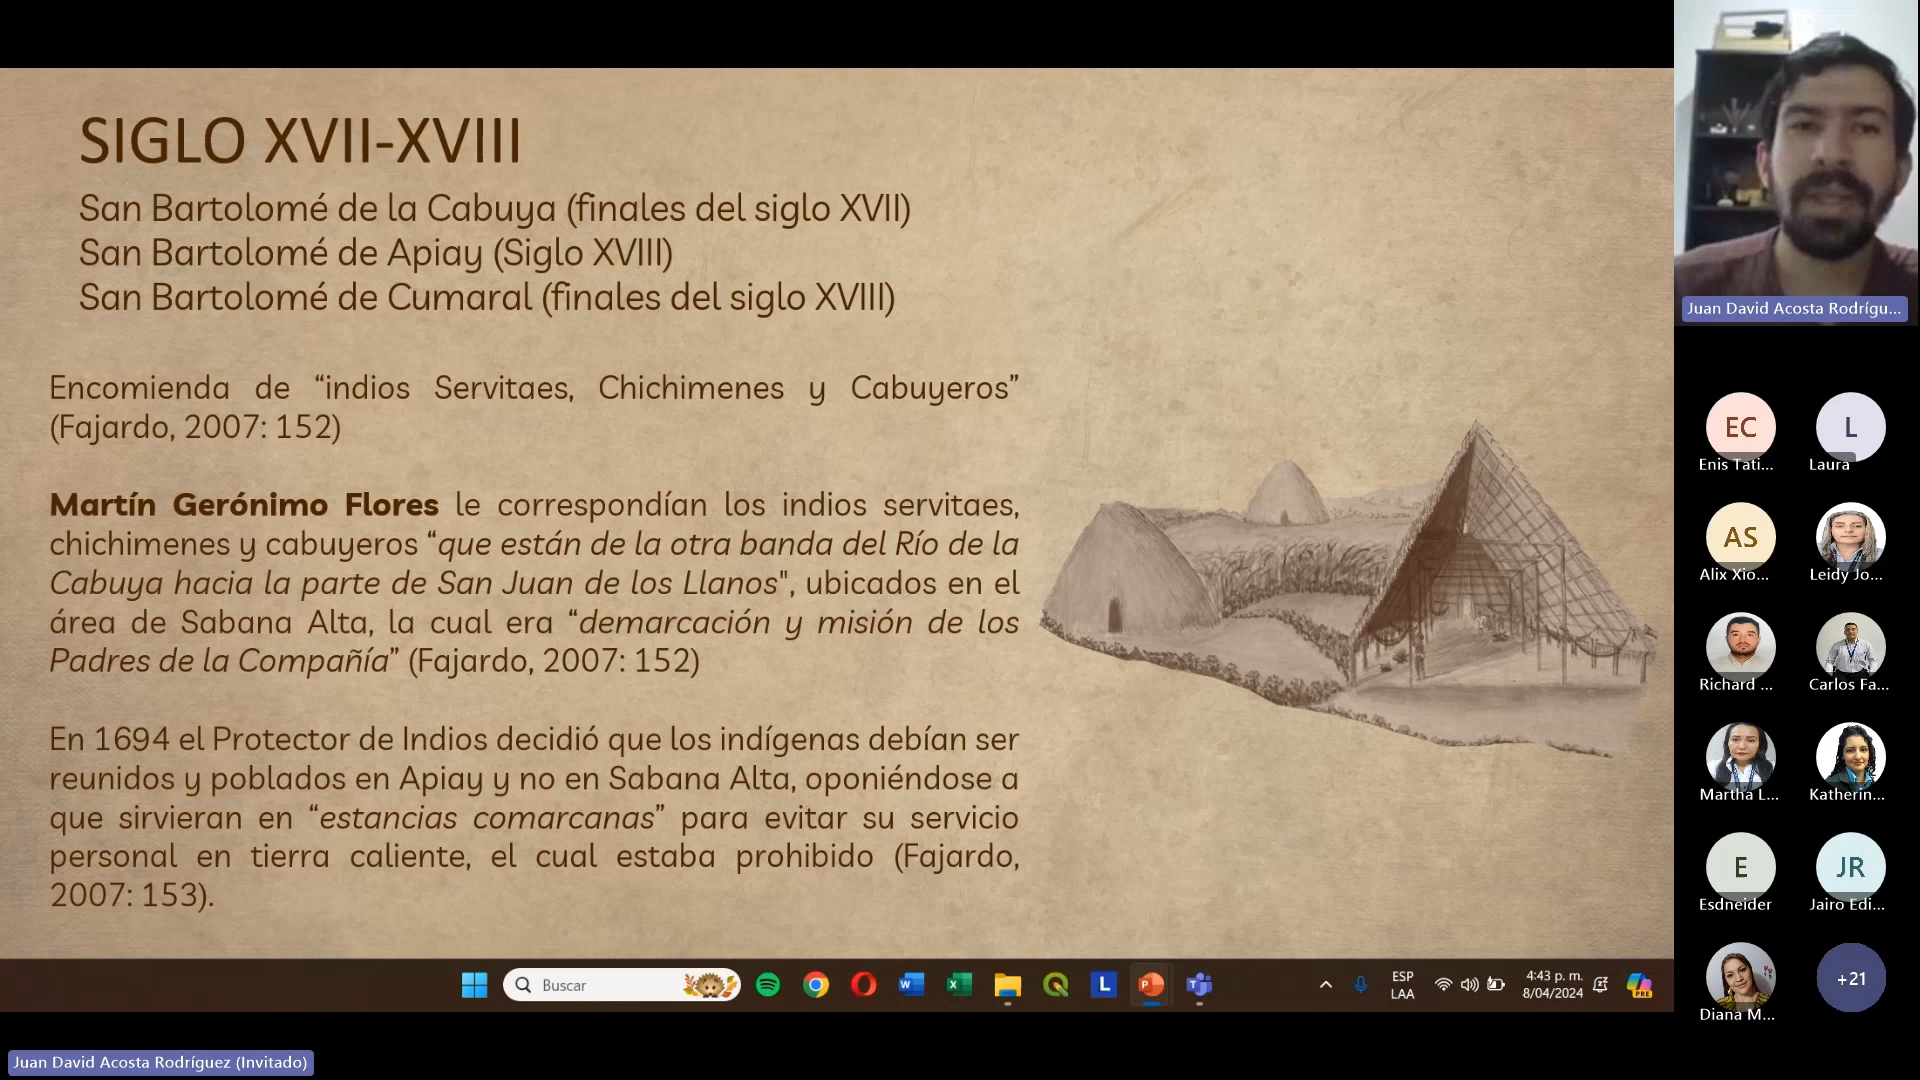 SIGLO XVII-XVIII
San Bartolomé de la Cabuya (finales del siglo XVII)
San Bartolomé de Apiay (Siglo XVIII)
San Bartolomé de Cumaral (finales del siglo XVIII)
Encomienda de “indios Servitaes, Chichimenes y Cabuyeros”
(Fajardo, 2007: 152)
Martín Gerónimo Flores le correspondían los indios servitaes,
chichimenes y cabuyeros “que están de la otra banda del Río de la
Cabuya hacia la parte de San Juan de los Llanos", ubicados en el
área de Sabana Alta, la cual era “demarcación y misión de los
Padres de la Compañía” (Fajardo, 2007: 152)
En 1694 el Protector de Indios decidió que los indígenas debían ser
reunidos y poblados en Apiay y no en Sabana Alta, oponiéndose a
que sirvieran en “estancias comarcanas” para evitar su servicio
personal en tierra caliente, el cual estaba prohibido (Fajardo,
2007: 153).
Juan David Acosta Rodrígu...
EC
L
Enis Tati...
Laura
AS
Alix Xio...
Leidy Jo...
Richard ...
Carlos Fa...
Martha L...
Katherin...
E
JR
Esdneider
Jairo Edi...
+21
Diana M...
Buscar
W
X
L
P
T
ESP
LAA
4:43 p. m.
8/04/2024
PRE
Juan David Acosta Rodríguez (Invitado)